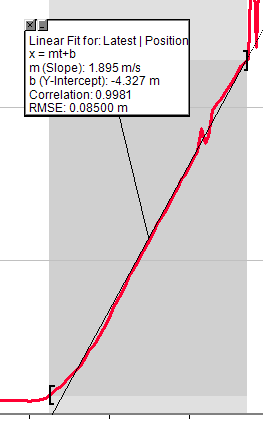 Linear Fit for: Latest | Position
x = mt+b
m (Slope): 1.895 m/s
b (Y-Intercept): -4.327 m
Correlation: 0.9981
RMSE: 0.08500 m